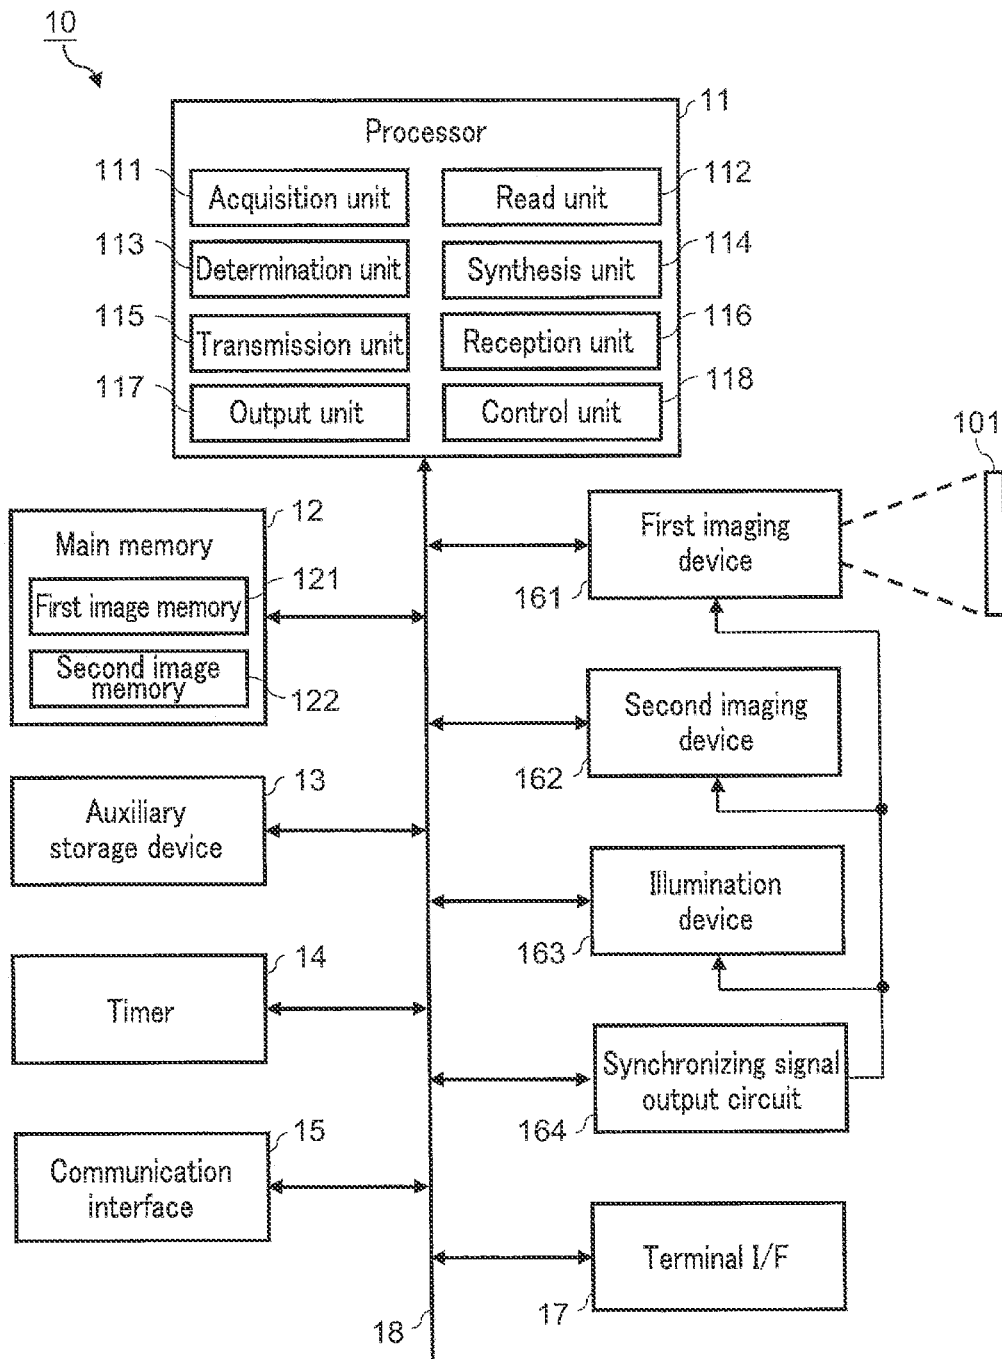 10
11
Processor
111
Acquisition unit
Read unit
112
113
Determination unit
Synthesis unit
114
115
Transmission unit
Reception unit
116
117
Output unit
Control unit
118
101
12
Main memory
121
First image memory
Second image
memory
122
First imaging
device
161
Second imaging
device
162
13
Auxiliary
storage device
Illumination
device
163
14
Timer
Synchronizing signal
output circuit
164
15
Communication
interface
Terminal I/F
17
18